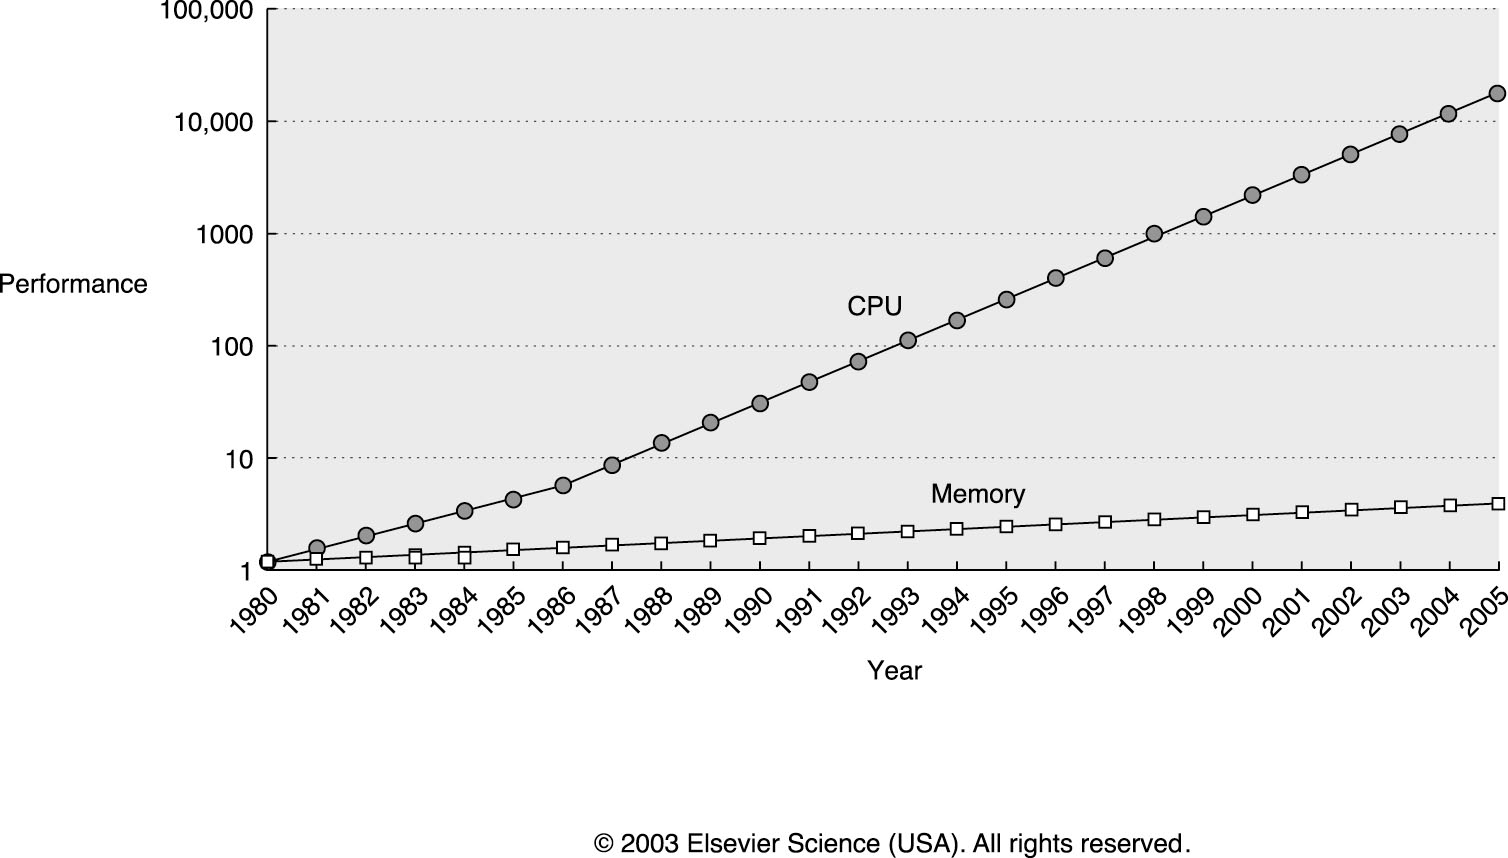 100,000
10,000
1000
Performance
CPU
100
10
Memory
1
1980 1981 1982 1983 1984 1985 1986 1987 1988 1989 1990 1991 1992 1993 1994 1995 1996 1997 1998 1999 2000 2001 2002 2003 2004 2005
Year
© 2003 Elsevier Science (USA). All rights reserved.